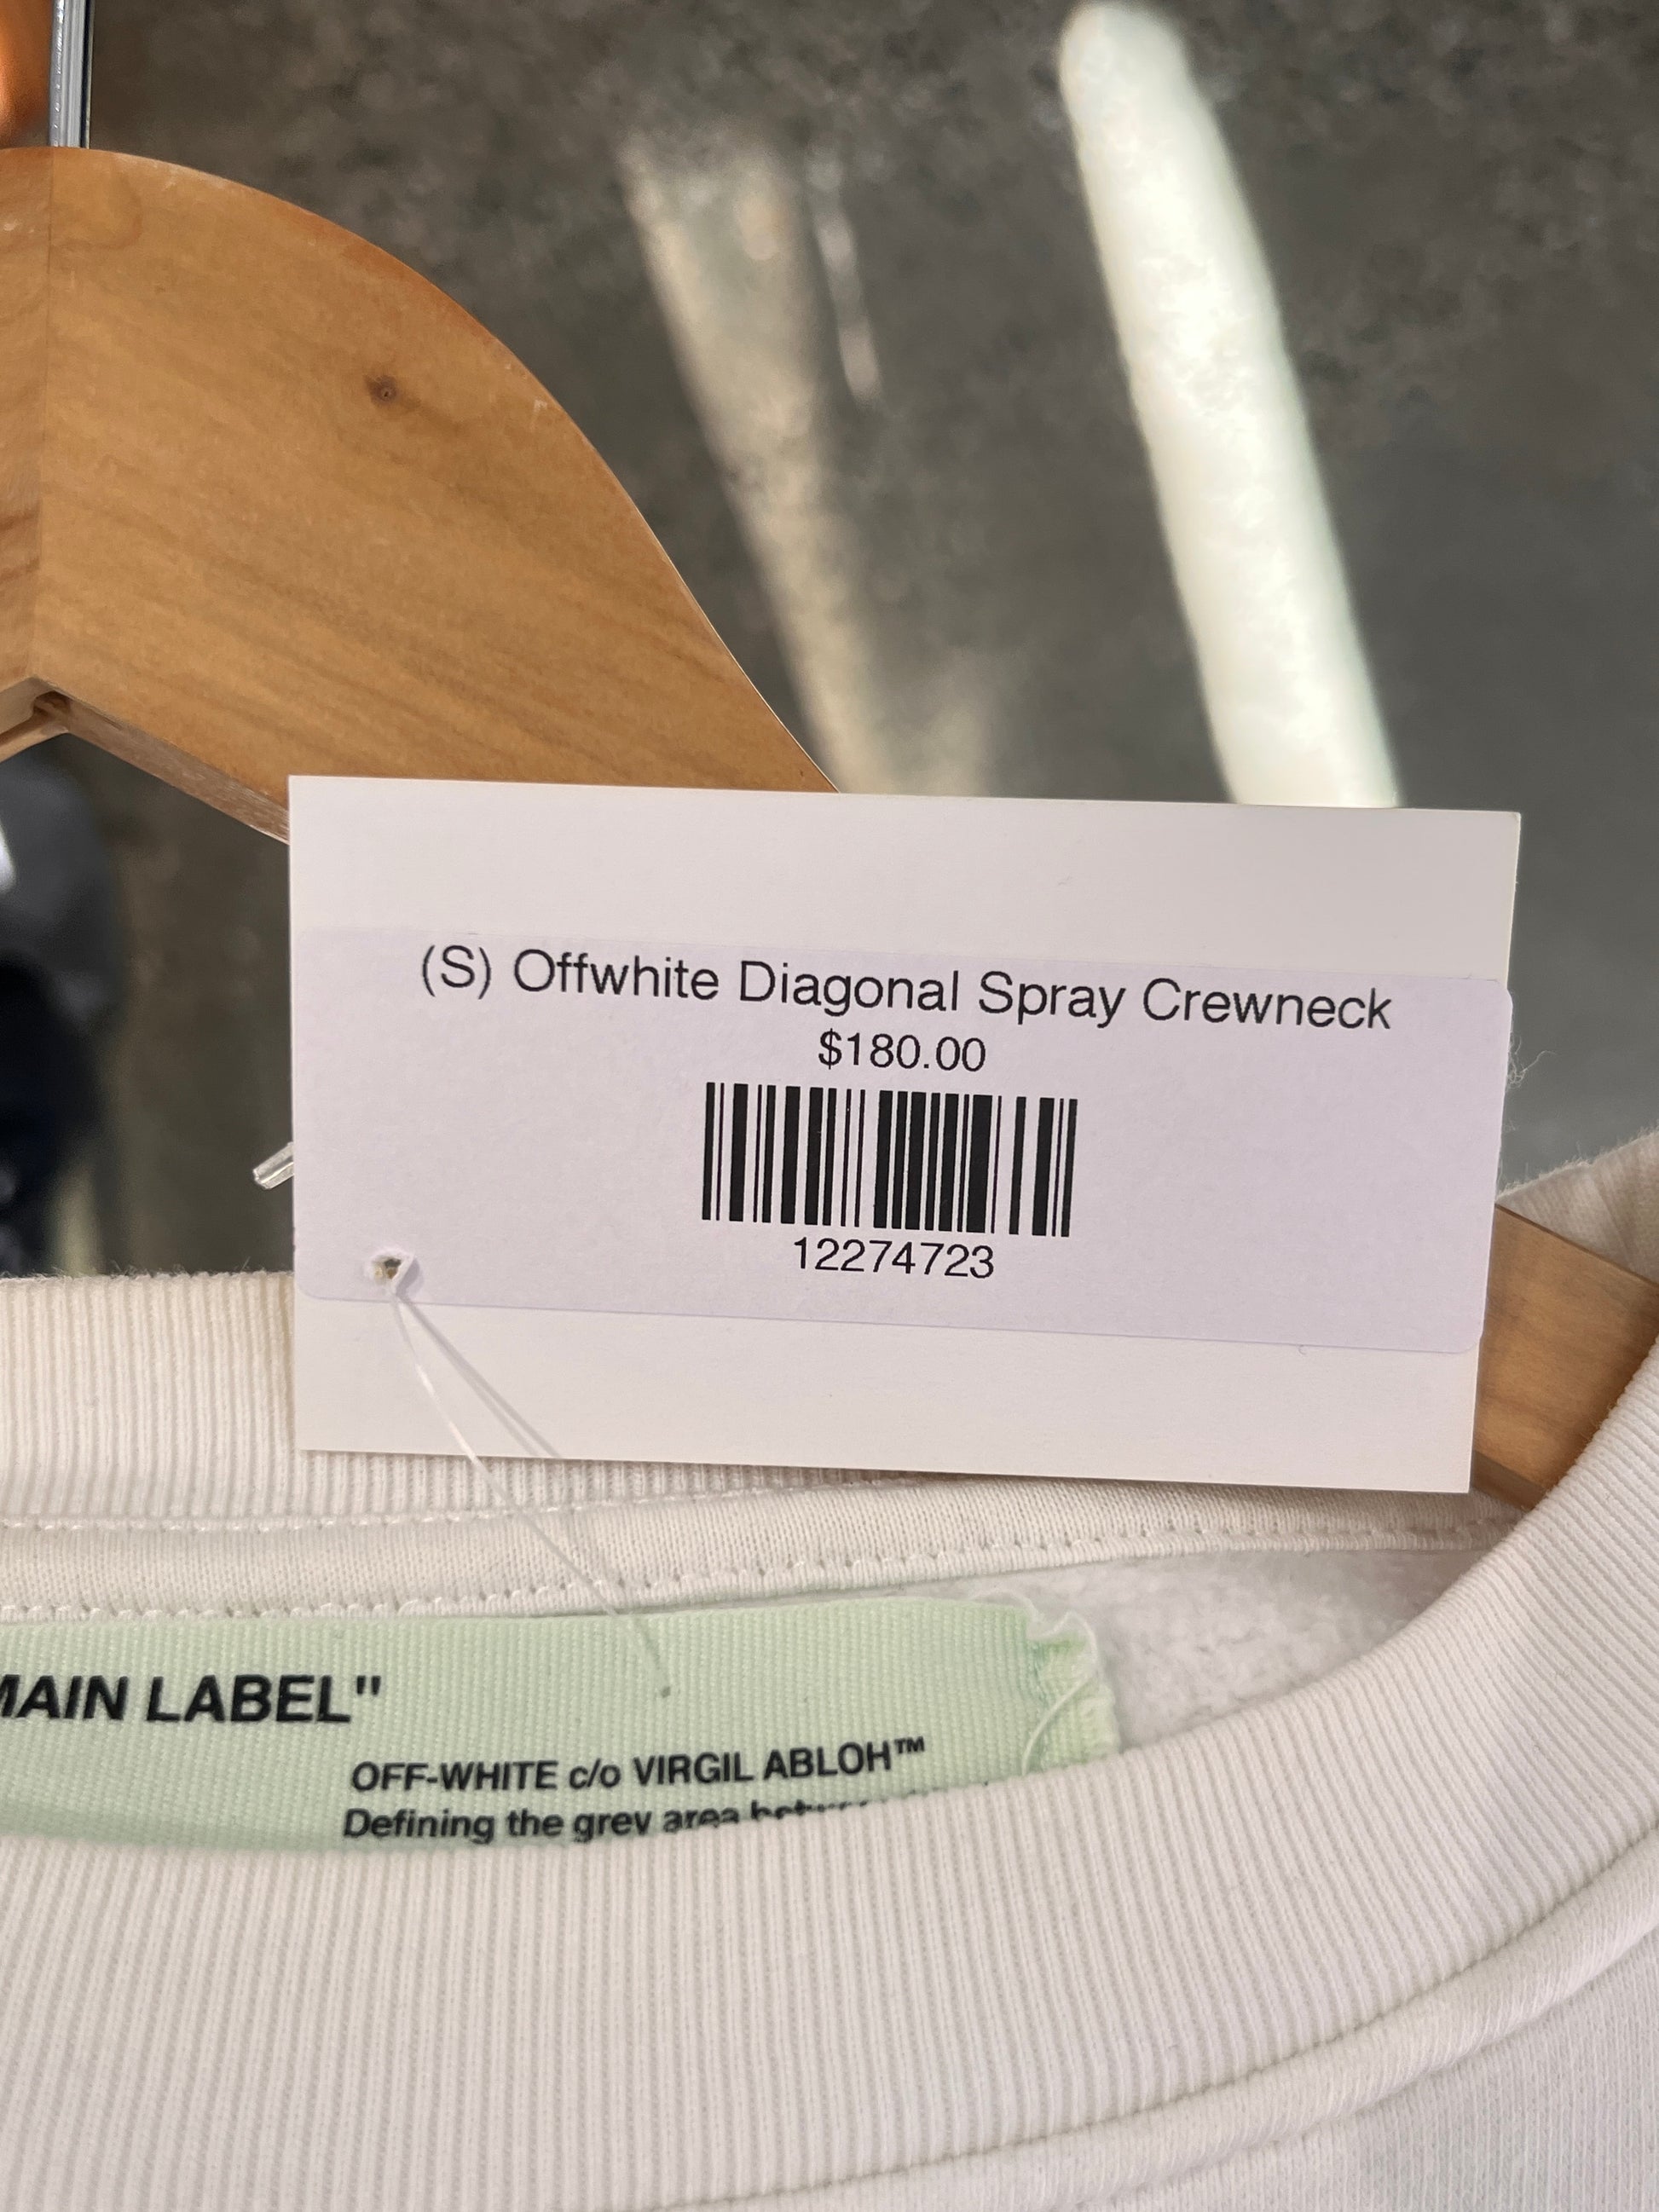 (S) Offwhite Diagonal Spray Crewneck
$180.00
12274723
MAIN LABEL"
OFF-WHITE c/o VIRGIL ABLOH™
Defining the grey area